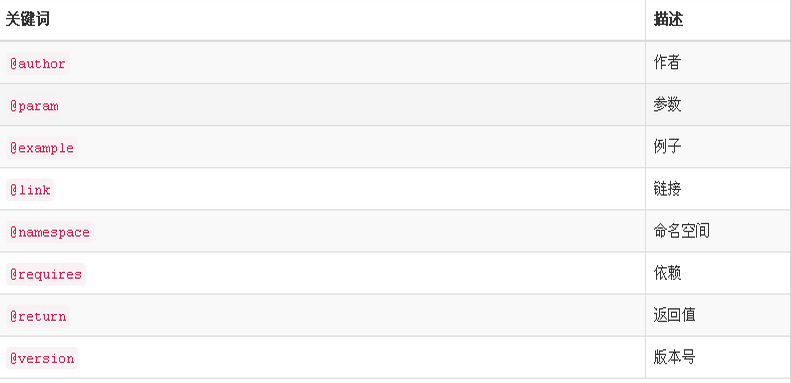 关键词 描述
@author 作者
@param 参数
@example 例子
@link 链接
@namespace 命名空间
@requires 依赖
@return 返回值
@version 版本号